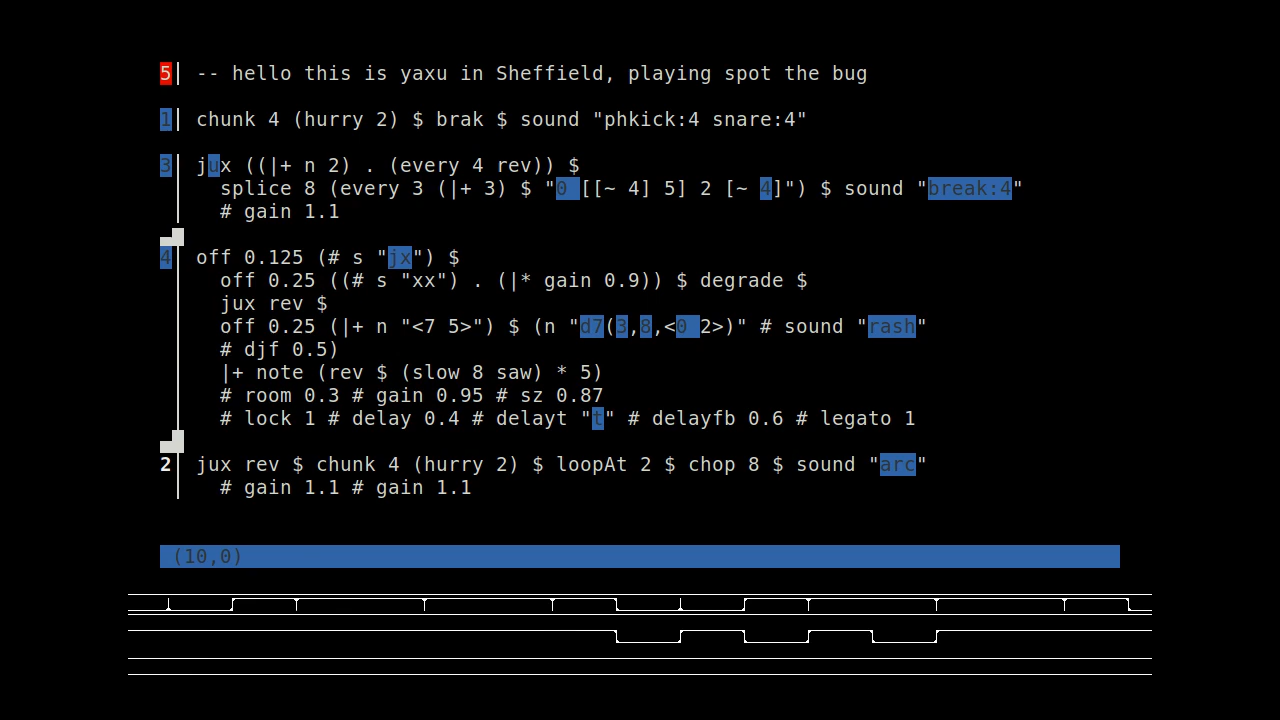 5 -- hello this is yaxu in Sheffield, playing spot the bug
1 chunk 4 (hurry 2) $ brak $ sound "phkick:4 snare:4"
3 jux ((|+ n 2) . (every 4 rev)) $
splice 8 (every 3 (|+ 3) $ "0 [[~ 4] 5] 2 [~ 4]") $ sound "break:4"
# gain 1.1
4 off 0.125 (# s "jx") $
off 0.25 ((# s "xx") . (|* gain 0.9)) $ degrade $
jux rev $
off 0.25 (|+ n "<7 5>") $ (n "d7(3,8,<0 2>)" # sound "rash"
# djf 0.5)
|+ note (rev $ (slow 8 saw) * 5)
# room 0.3 # gain 0.95 # sz 0.87
# lock 1 # delay 0.4 # delayt "t" # delayfb 0.6 # legato 1
2 jux rev $ chunk 4 (hurry 2) $ loopAt 2 $ chop 8 $ sound "arc"
# gain 1.1 # gain 1.1
(10,0)